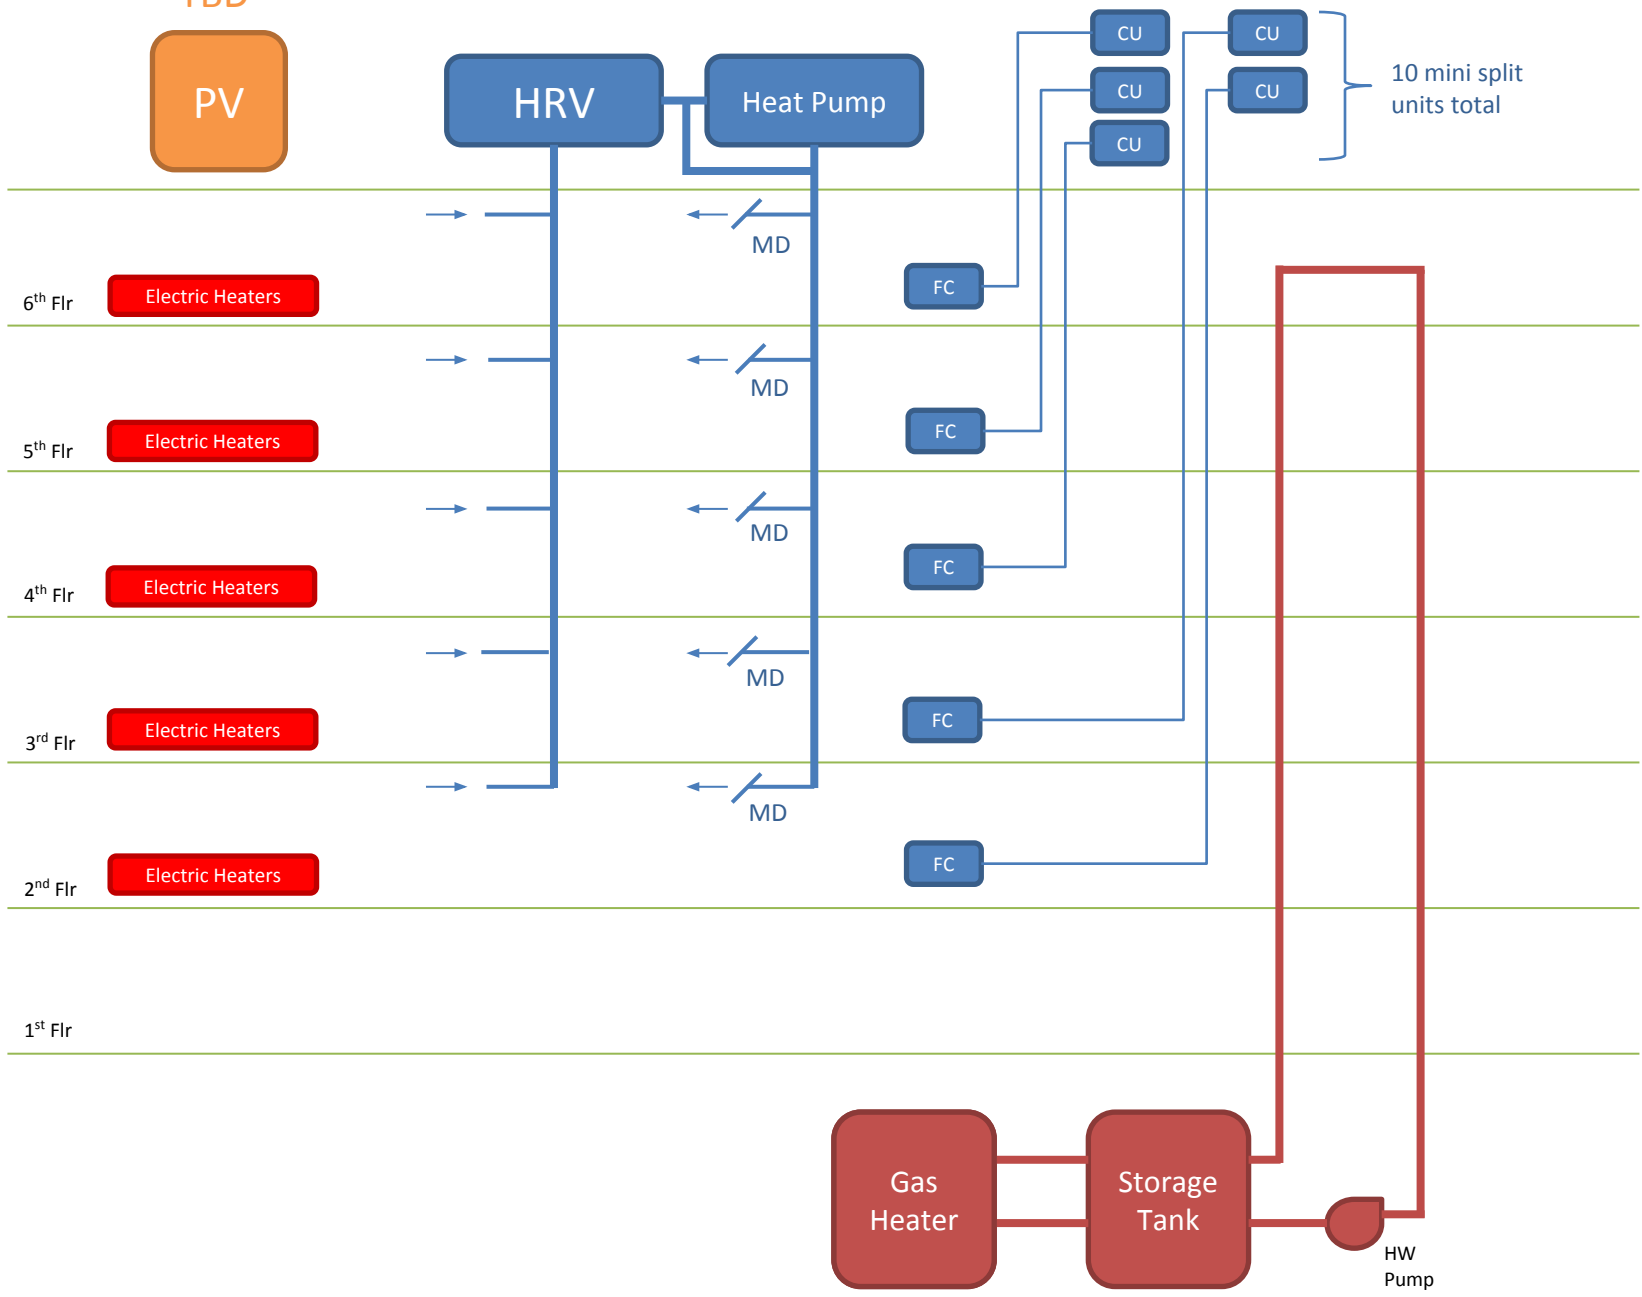 TBD
PV
HRV
Heat Pump
CU
CU
CU
CU
CU
10 mini split
units total
MD
6th Flr
Electric Heaters
FC
MD
5th Flr
Electric Heaters
FC
MD
4th Flr
Electric Heaters
FC
MD
3rd Flr
Electric Heaters
FC
MD
2nd Flr
Electric Heaters
FC
1st Flr
Gas
Heater
Storage
Tank
HW
Pump